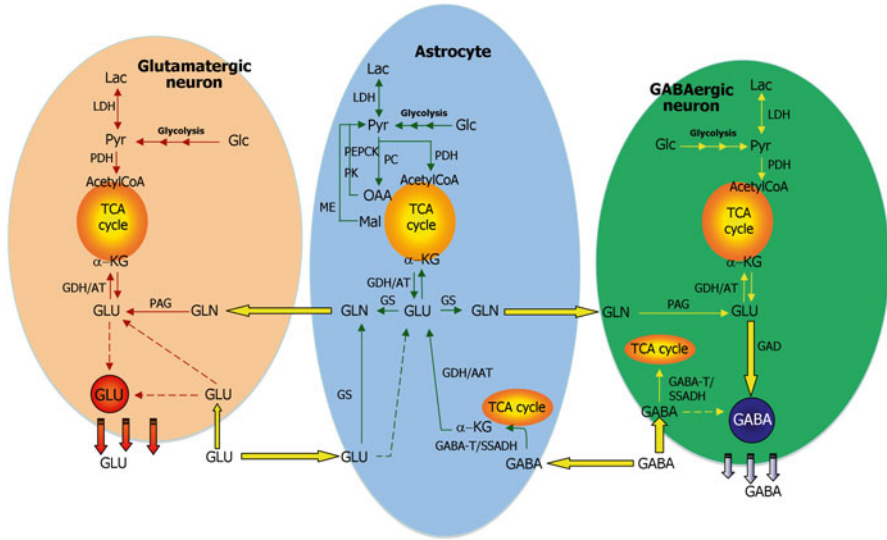 Glutamatergic
neuron
Lac
LDH
Pyr
Glycolysis
Glc
PDH
AcetylCoA
TCA
cycle
α–KG
GDH/AT
GLU
PAG
GLN
GLU
GLU
GLU
GLU
Astrocyte
Lac
LDH
Pyr
Glycolysis
Glc
PEPCK
PC
PDH
PK
OAA
AcetylCoA
ME
Mal
TCA
cycle
α–KG
GDH/AT
GLN
GS
GLU
GS
GLN
GS
GDH/AAT
TCA cycle
α–KG
GABA-T/SSADH
GLU
GABA
GABAergic
neuron
Lac
LDH
Glc
Glycolysis
Pyr
PDH
AcetylCoA
TCA
cycle
α–KG
GDH/AT
GLN
PAG
GLU
GAD
TCA cycle
GABA-T/
SSADH
GABA
GABA
GABA
GABA